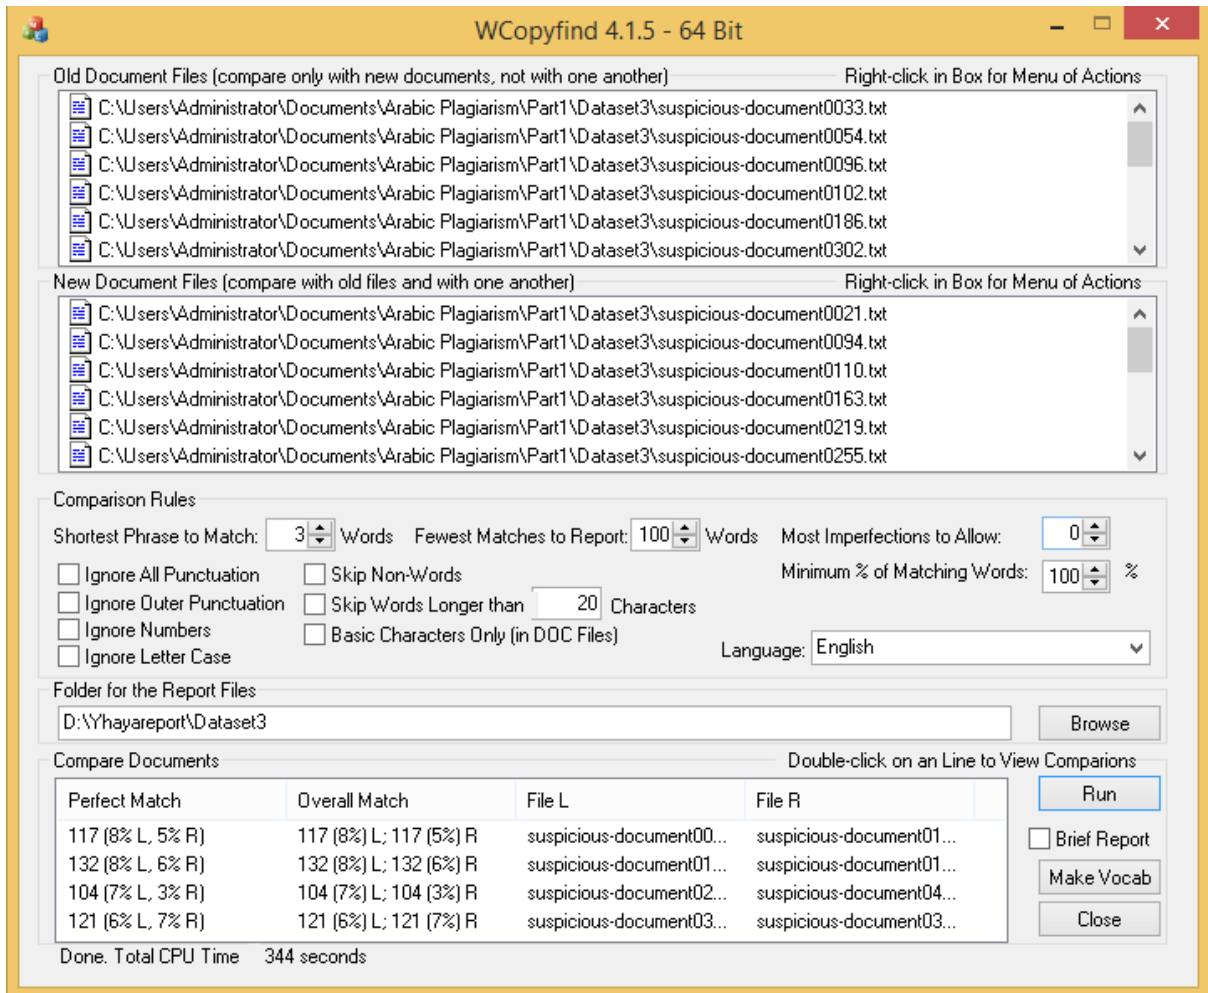 WCopyfind 4.1.5 - 64 Bit
Old Document Files (compare only with new documents, not with one another) Right-click in Box for Menu of Actions
C:\Users\Administrator\Documents\Arabic Plagiarism\Part1\Dataset3\suspicious-document0033.txt
C:\Users\Administrator\Documents\Arabic Plagiarism\Part1\Dataset3\suspicious-document0054.txt
C:\Users\Administrator\Documents\Arabic Plagiarism\Part1\Dataset3\suspicious-document0096.txt
C:\Users\Administrator\Documents\Arabic Plagiarism\Part1\Dataset3\suspicious-document0102.txt
C:\Users\Administrator\Documents\Arabic Plagiarism\Part1\Dataset3\suspicious-document0186.txt
C:\Users\Administrator\Documents\Arabic Plagiarism\Part1\Dataset3\suspicious-document0302.txt
New Document Files (compare with old files and with one another) Right-click in Box for Menu of Actions
C:\Users\Administrator\Documents\Arabic Plagiarism\Part1\Dataset3\suspicious-document0021.txt
C:\Users\Administrator\Documents\Arabic Plagiarism\Part1\Dataset3\suspicious-document0094.txt
C:\Users\Administrator\Documents\Arabic Plagiarism\Part1\Dataset3\suspicious-document0110.txt
C:\Users\Administrator\Documents\Arabic Plagiarism\Part1\Dataset3\suspicious-document0163.txt
C:\Users\Administrator\Documents\Arabic Plagiarism\Part1\Dataset3\suspicious-document0219.txt
C:\Users\Administrator\Documents\Arabic Plagiarism\Part1\Dataset3\suspicious-document0255.txt
Comparison Rules
Shortest Phrase to Match: 3 Words Fewest Matches to Report: 100 Words Most Imperfections to Allow: 0
Ignore All Punctuation Skip Non-Words Minimum % of Matching Words: 100 %
Ignore Outer Punctuation Skip Words Longer than 20 Characters
Ignore Numbers Basic Characters Only (in DOC Files)
Ignore Letter Case Language: English
Folder for the Report Files
D:\Yhayareport\Dataset3 Browse
Compare Documents Double-click on an Line to View Comparions
Perfect Match Overall Match File L File R Run
117 (8% L, 5% R) 117 (8%) L; 117 (5%) R suspicious-document00... suspicious-document01... Brief Report
132 (8% L, 6% R) 132 (8%) L; 132 (6%) R suspicious-document01... suspicious-document01...
104 (7% L, 3% R) 104 (7%) L; 104 (3%) R suspicious-document02... suspicious-document04... Make Vocab
121 (6% L, 7% R) 121 (6%) L; 121 (7%) R suspicious-document03... suspicious-document03... Close
Done. Total CPU Time 344 seconds